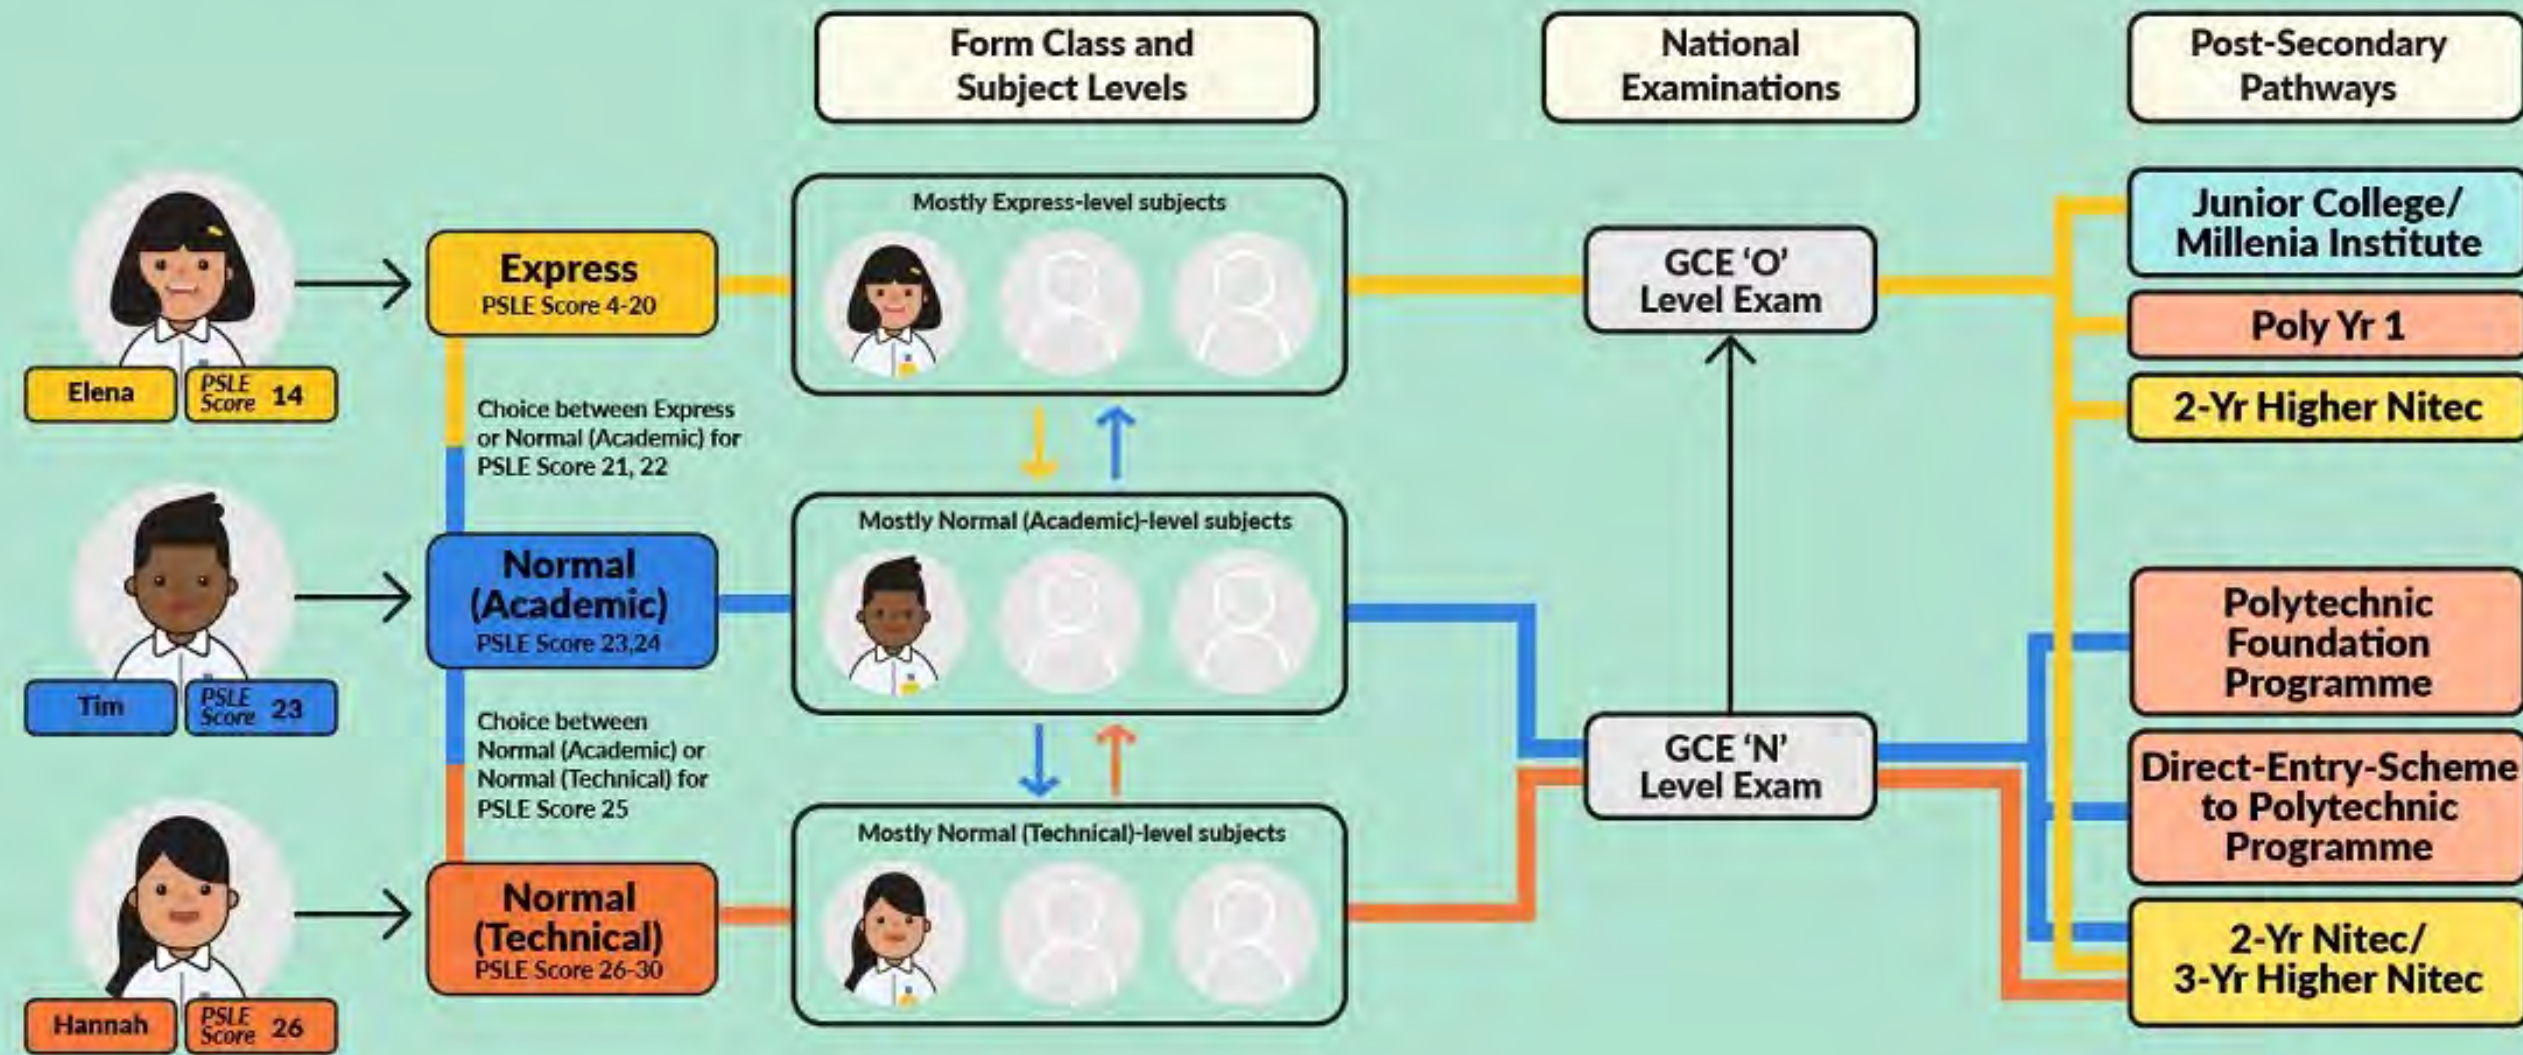 Form Class and
Subject Levels
National
Examinations
Post-Secondary
Pathways
Elena
PSLE
Score 14
Express
PSLE Score 4-20
Mostly Express-level subjects
GCE ‘O’
Level Exam
Junior College/
Millenia Institute
Poly Yr 1
2-Yr Higher Nitec
Choice between Express
or Normal (Academic) for
PSLE Score 21, 22
Tim
PSLE
Score 23
Normal
(Academic)
PSLE Score 23,24
Mostly Normal (Academic)-level subjects
Polytechnic
Foundation
Programme
Choice between
Normal (Academic) or
Normal (Technical) for
PSLE Score 25
GCE ‘N’
Level Exam
Direct-Entry-Scheme
to Polytechnic
Programme
Hannah
PSLE
Score 26
Normal
(Technical)
PSLE Score 26-30
Mostly Normal (Technical)-level subjects
2-Yr Nitec/
3-Yr Higher Nitec